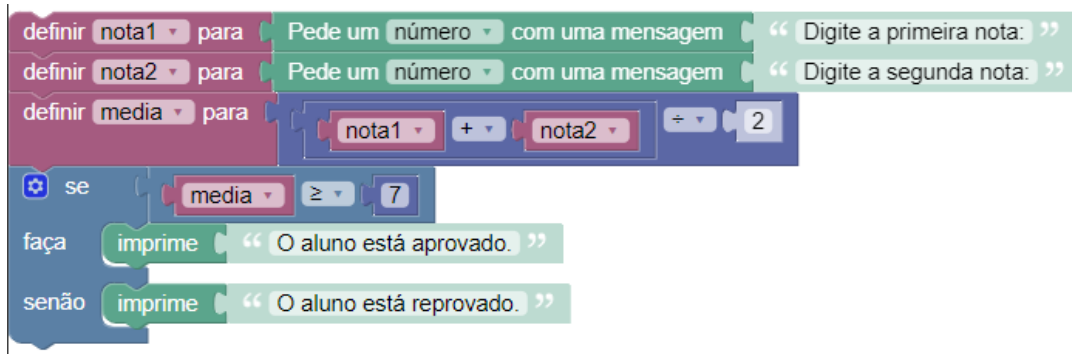 definir nota1 para Pede um número com uma mensagem “ Digite a primeira nota: ”
definir nota2 para Pede um número com uma mensagem “ Digite a segunda nota: ”
definir media para nota1 + nota2 ÷ 2
se media ≥ 7
faça imprime “ O aluno está aprovado. ”
senão imprime “ O aluno está reprovado. ”